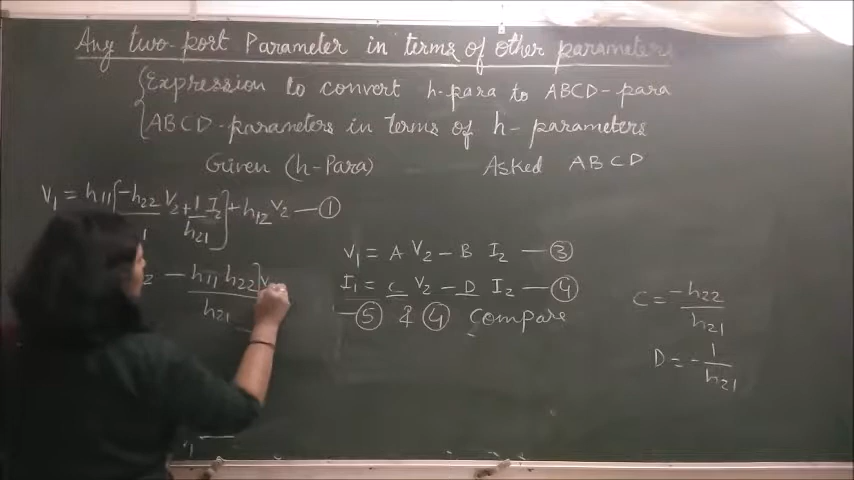 Any two-port Parameter in terms of other parameters
Expression to convert h-para to ABCD-para
ABCD-parameters in terms of h-parameters
Given (h-Para) Asked ABCD
V1 = h11[-h22 V2 + 1/h21 I2] + h12 V2 — ①
2 - h11 h22/h21] V
V1 = A V2 - B I2 — ③
I1 = C V2 - D I2 — ④
— ⑤ & ④ compare
C = -h22/h21
D = - 1/h21